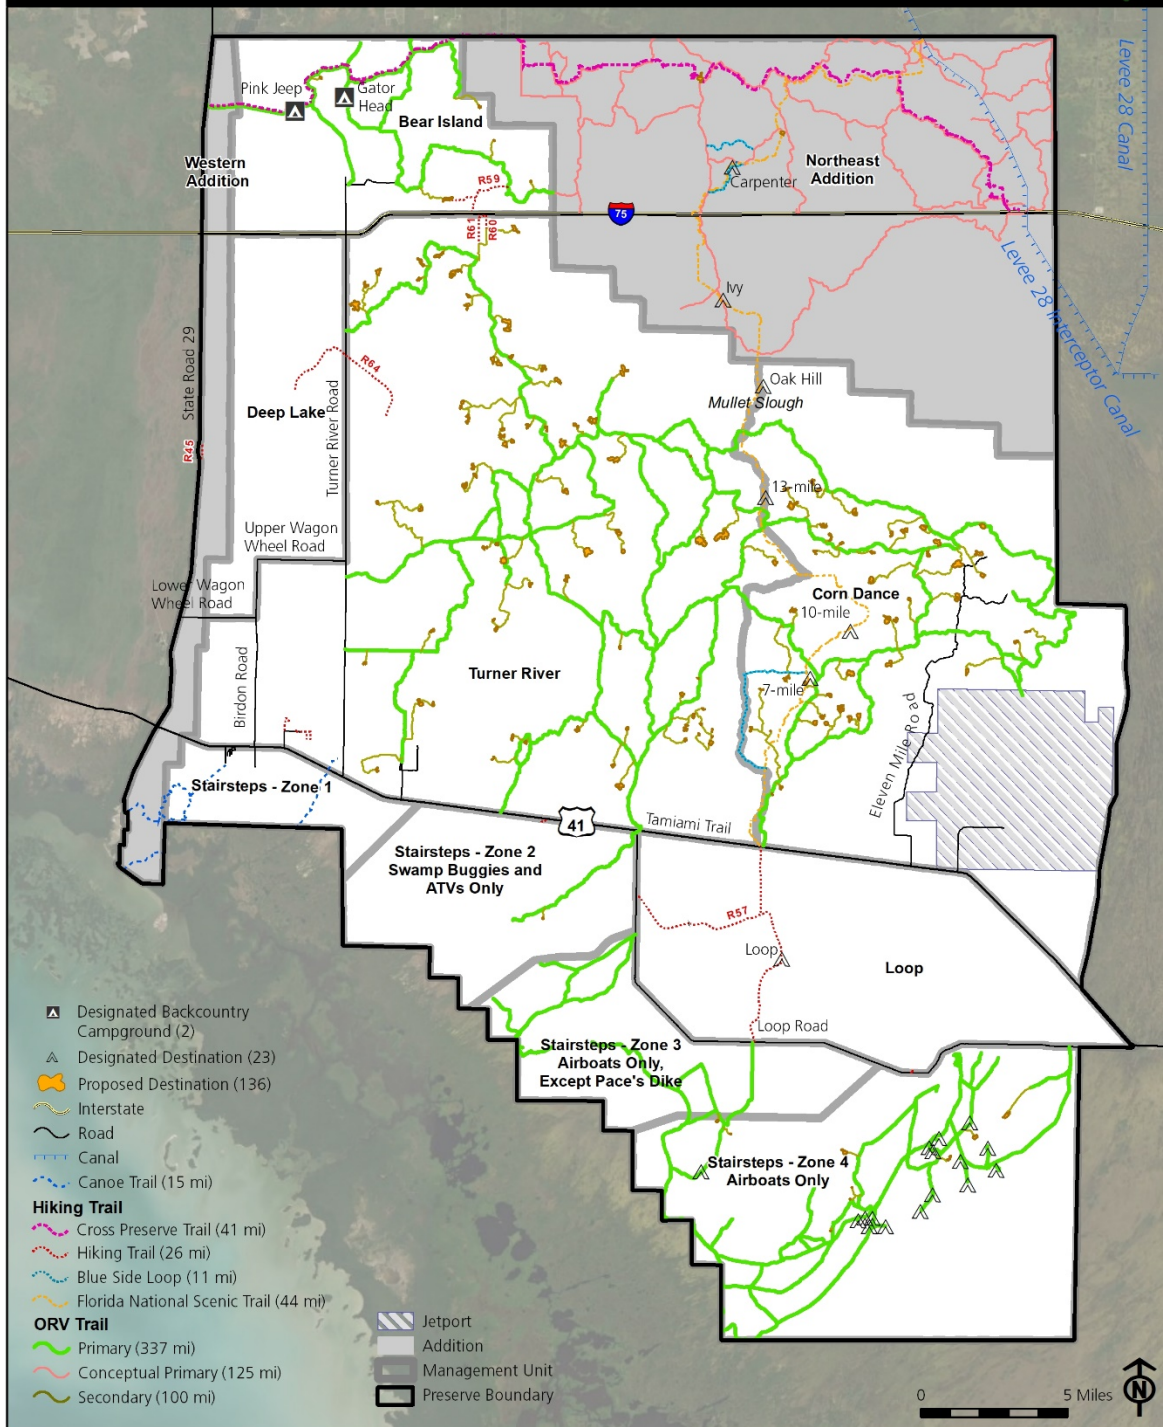 Pink Jeep
Gator
Head
Bear Island
Western
Addition
R59
Northeast
Addition
Carpenter
75
R61
R60
Levee 28 Canal
Levee 28 Interceptor Canal
Ivy
State Road 29
R64
Oak Hill
Mullet Slough
Deep Lake
Turner River Road
R45
13-mile
Upper Wagon
Wheel Road
Lower Wagon
Wheel Road
Corn Dance
10-mile
Turner River
7-mile
Birdon Road
Eleven Mile Road
Stairsteps - Zone 1
41
Tamiami Trail
Stairsteps - Zone 2
Swamp Buggies and
ATVs Only
R57
Loop
Loop
Loop Road
Stairsteps - Zone 3
Airboats Only,
Except Pace's Dike
Stairsteps - Zone 4
Airboats Only
Designated Backcountry
Campground (2)
Designated Destination (23)
Proposed Destination (136)
Interstate
Road
Canal
Canoe Trail (15 mi)
Hiking Trail
Cross Preserve Trail (41 mi)
Hiking Trail (26 mi)
Blue Side Loop (11 mi)
Florida National Scenic Trail (44 mi)
ORV Trail
Primary (337 mi)
Conceptual Primary (125 mi)
Secondary (100 mi)
Jetport
Addition
Management Unit
Preserve Boundary
0 5 Miles
N